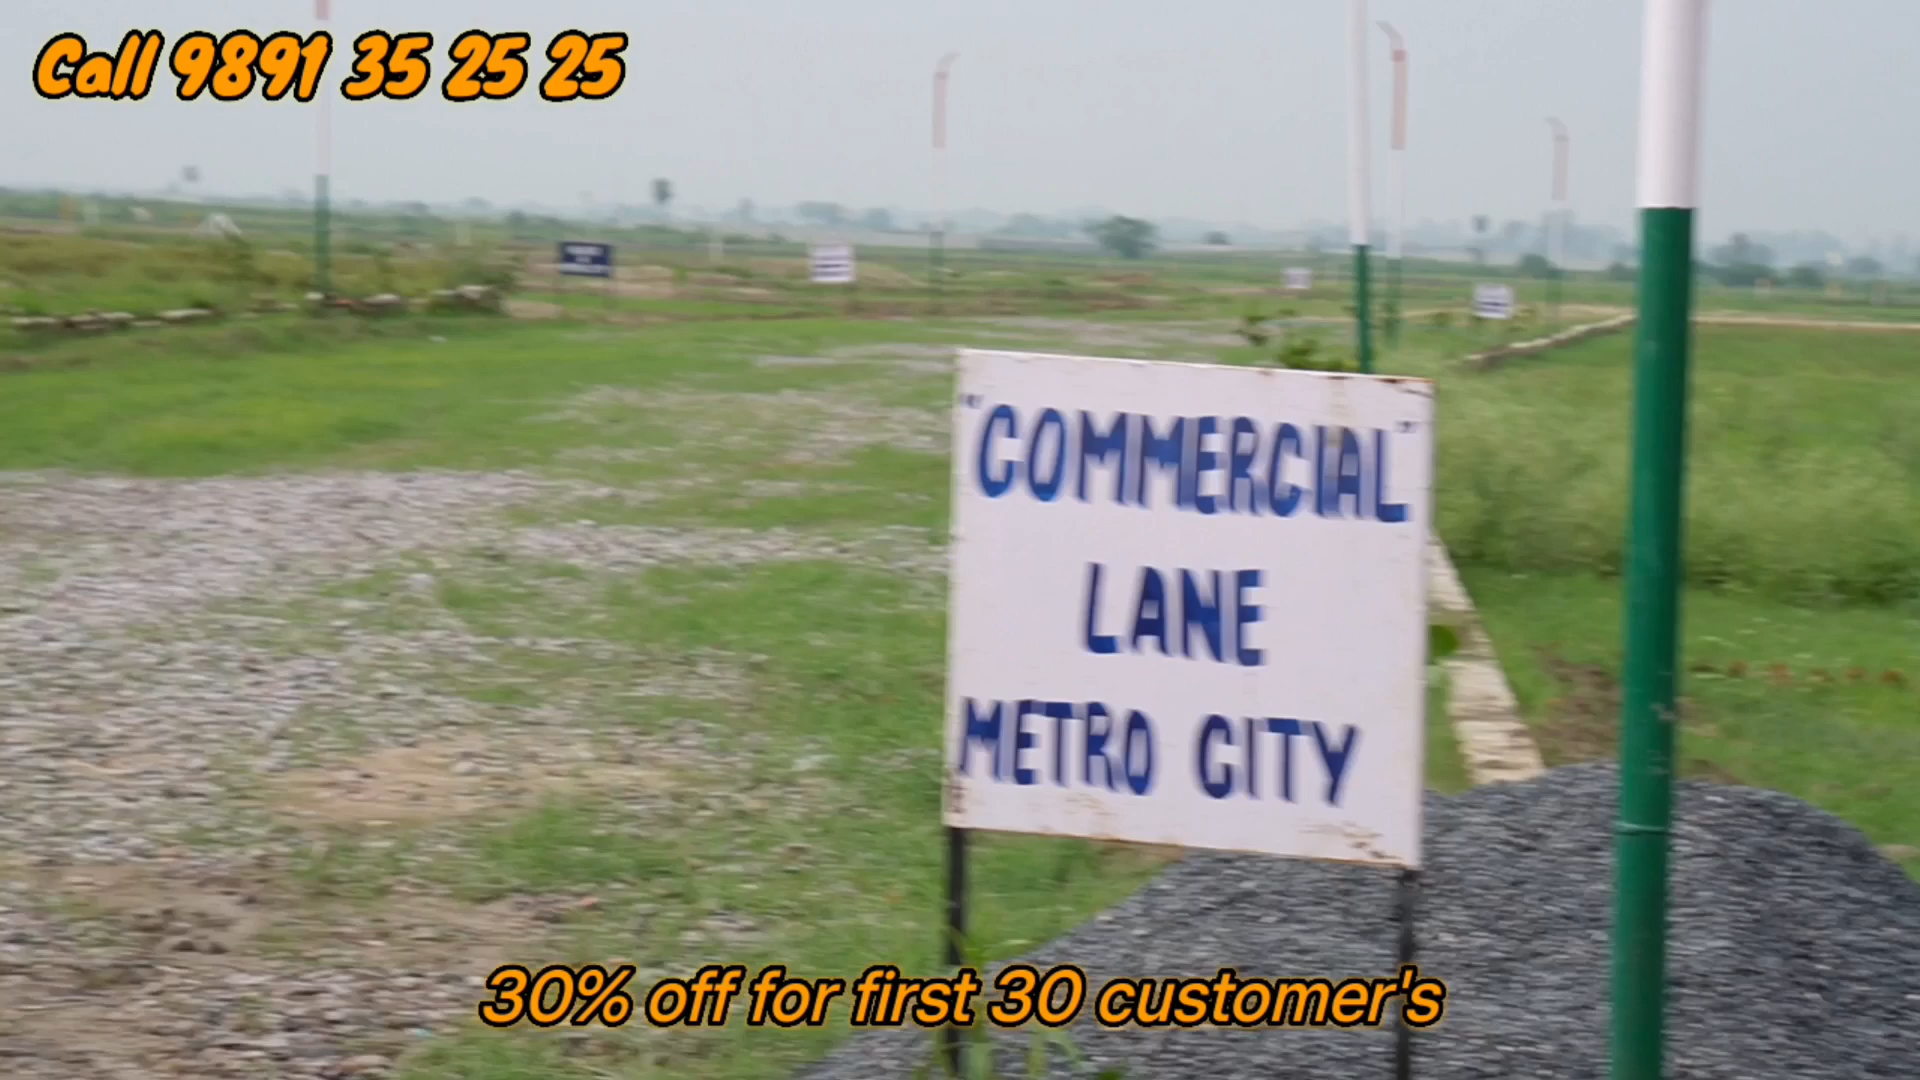 Call 9891 35 25 25
"COMMERCIAL"
LANE
METRO CITY
30% off for first 30 customer's